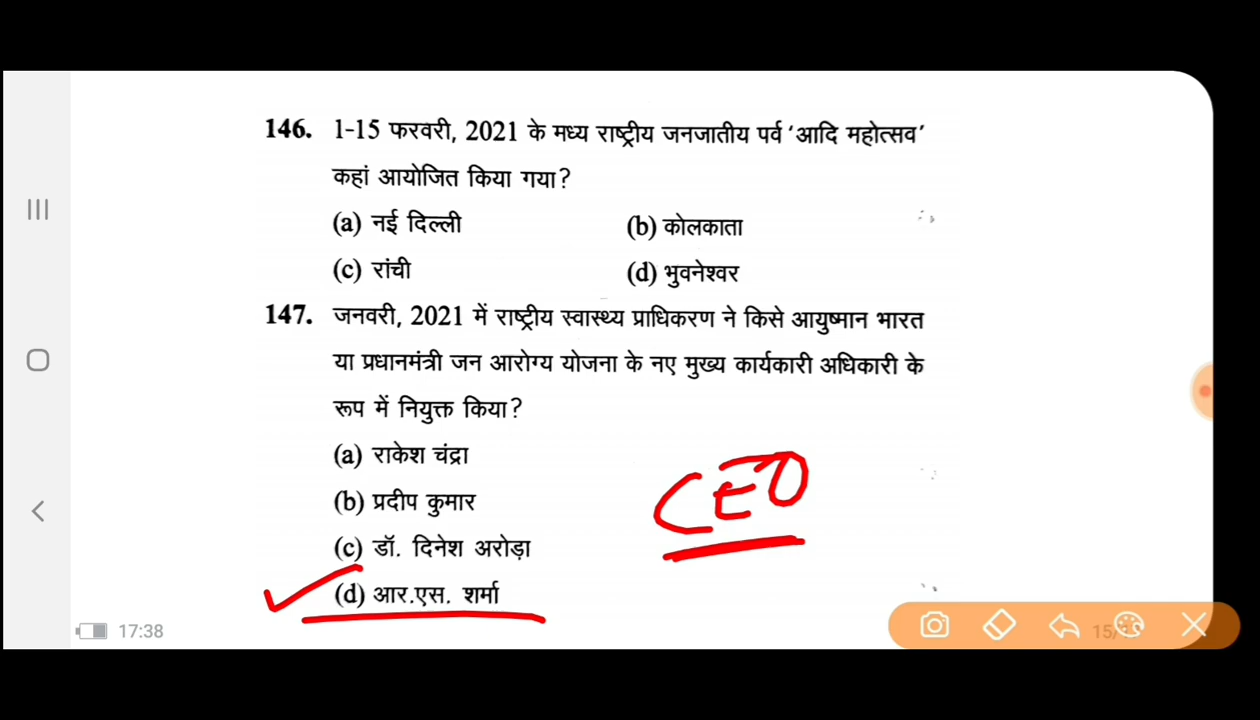 146. 1-15 फरवरी, 2021 के मध्य राष्ट्रीय जनजातीय पर्व ‘आदि महोत्सव’
कहां आयोजित किया गया?
(a) नई दिल्ली (b) कोलकाता
(c) रांची (d) भुवनेश्वर
147. जनवरी, 2021 में राष्ट्रीय स्वास्थ्य प्राधिकरण ने किसे आयुष्मान भारत
या प्रधानमंत्री जन आरोग्य योजना के नए मुख्य कार्यकारी अधिकारी के
रूप में नियुक्त किया?
(a) राकेश चंद्रा
(b) प्रदीप कुमार
CEO
(c) डॉ. दिनेश अरोड़ा
(d) आर.एस. शर्मा
17:38